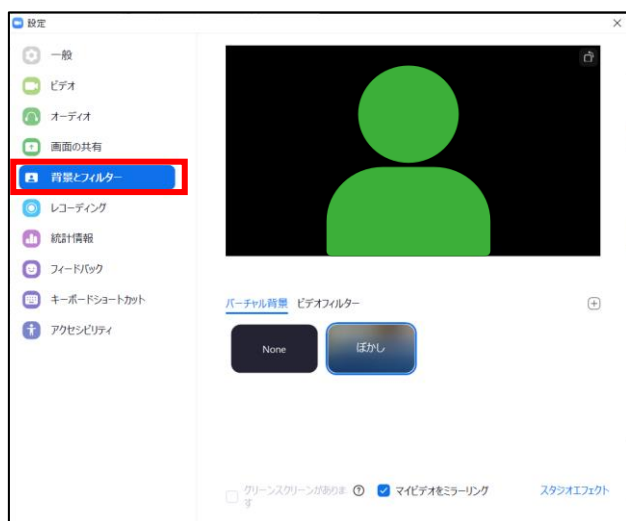 設定
一般
ビデオ
オーディオ
画面の共有
背景とフィルター
レコーディング
統計情報
フィードバック
キーボードショートカット
アクセシビリティ
バーチャル背景 ビデオフィルター
None
ぼかし
グリーンスクリーンがありま
す
マイビデオをミラーリング
スタジオエフェクト